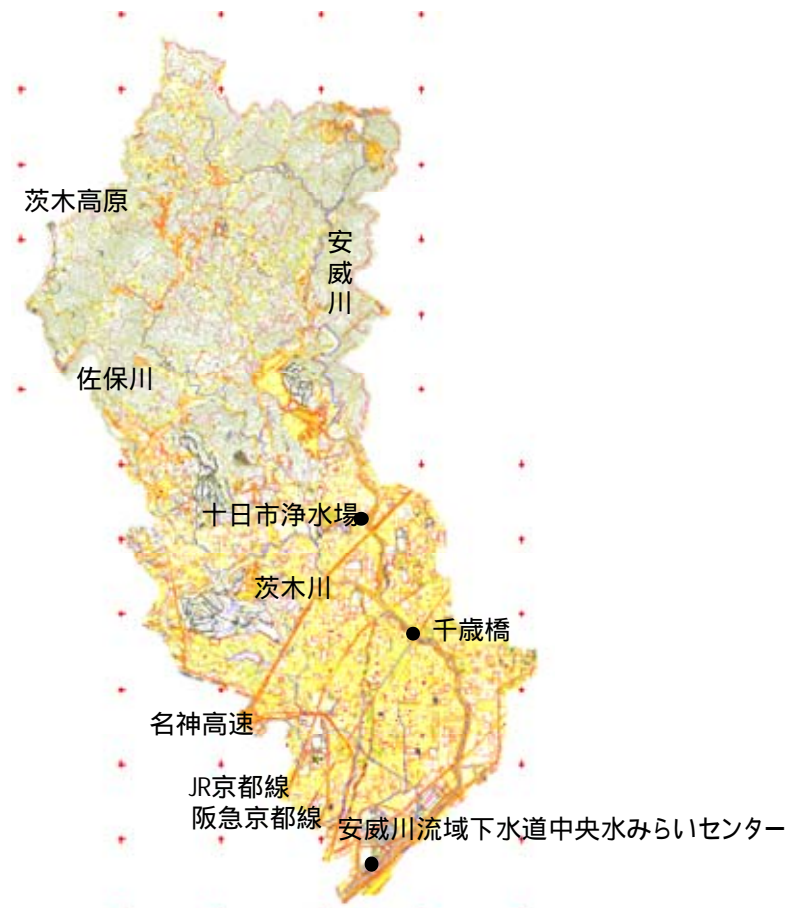 茨木高原
安威川
佐保川
十日市浄水場
茨木川
千歳橋
名神高速
JR京都線
阪急京都線
安威川流域下水道中央水みらいセンター